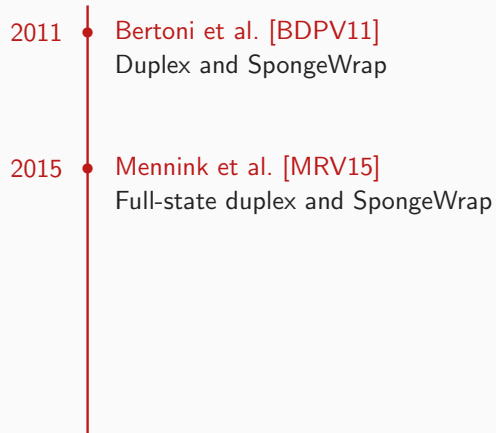 2011 Bertoni et al. [BDPV11]
Duplex and SpongeWrap
2015 Mennink et al. [MRV15]
Full-state duplex and SpongeWrap